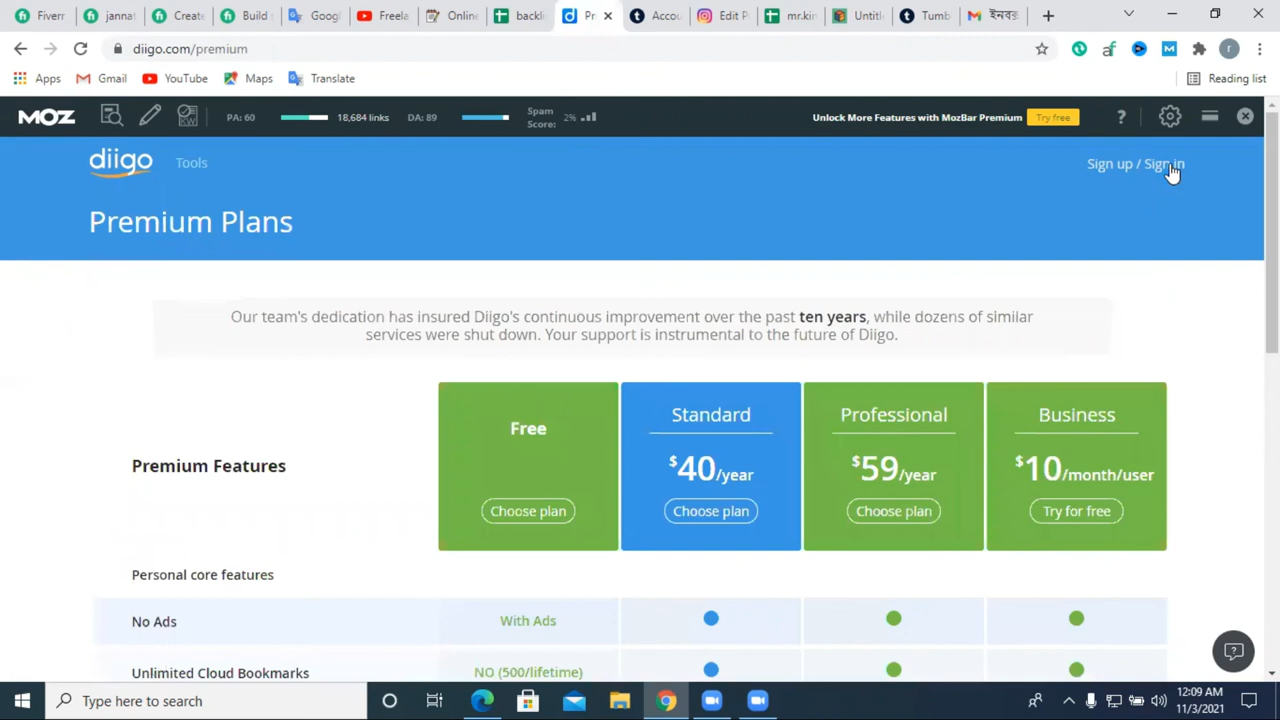 Fiverr
jannat
Create
Build s
Goog
Freela
Online
backli
Pr
Accou
Edit P
mr.kin
Untitl
Tumb
ইনবক্স
diigo.com/premium
r
Apps
Gmail
YouTube
Maps
Translate
Reading list
MOZ
KW
PA: 60
18,684 links
DA: 89
Spam
Score:
2%
Unlock More Features with MozBar Premium
Try free
?
diigo
Tools
Sign up / Sign in
Premium Plans
Our team's dedication has insured Diigo's continuous improvement over the past ten years, while dozens of similar
services were shut down. Your support is instrumental to the future of Diigo.
Premium Features
Free
Choose plan
Standard
$40/year
Choose plan
Professional
$59/year
Choose plan
Business
$10/month/user
Try for free
Personal core features
No Ads
With Ads
Unlimited Cloud Bookmarks
NO (500/lifetime)
Type here to search
12:09 AM
11/3/2021